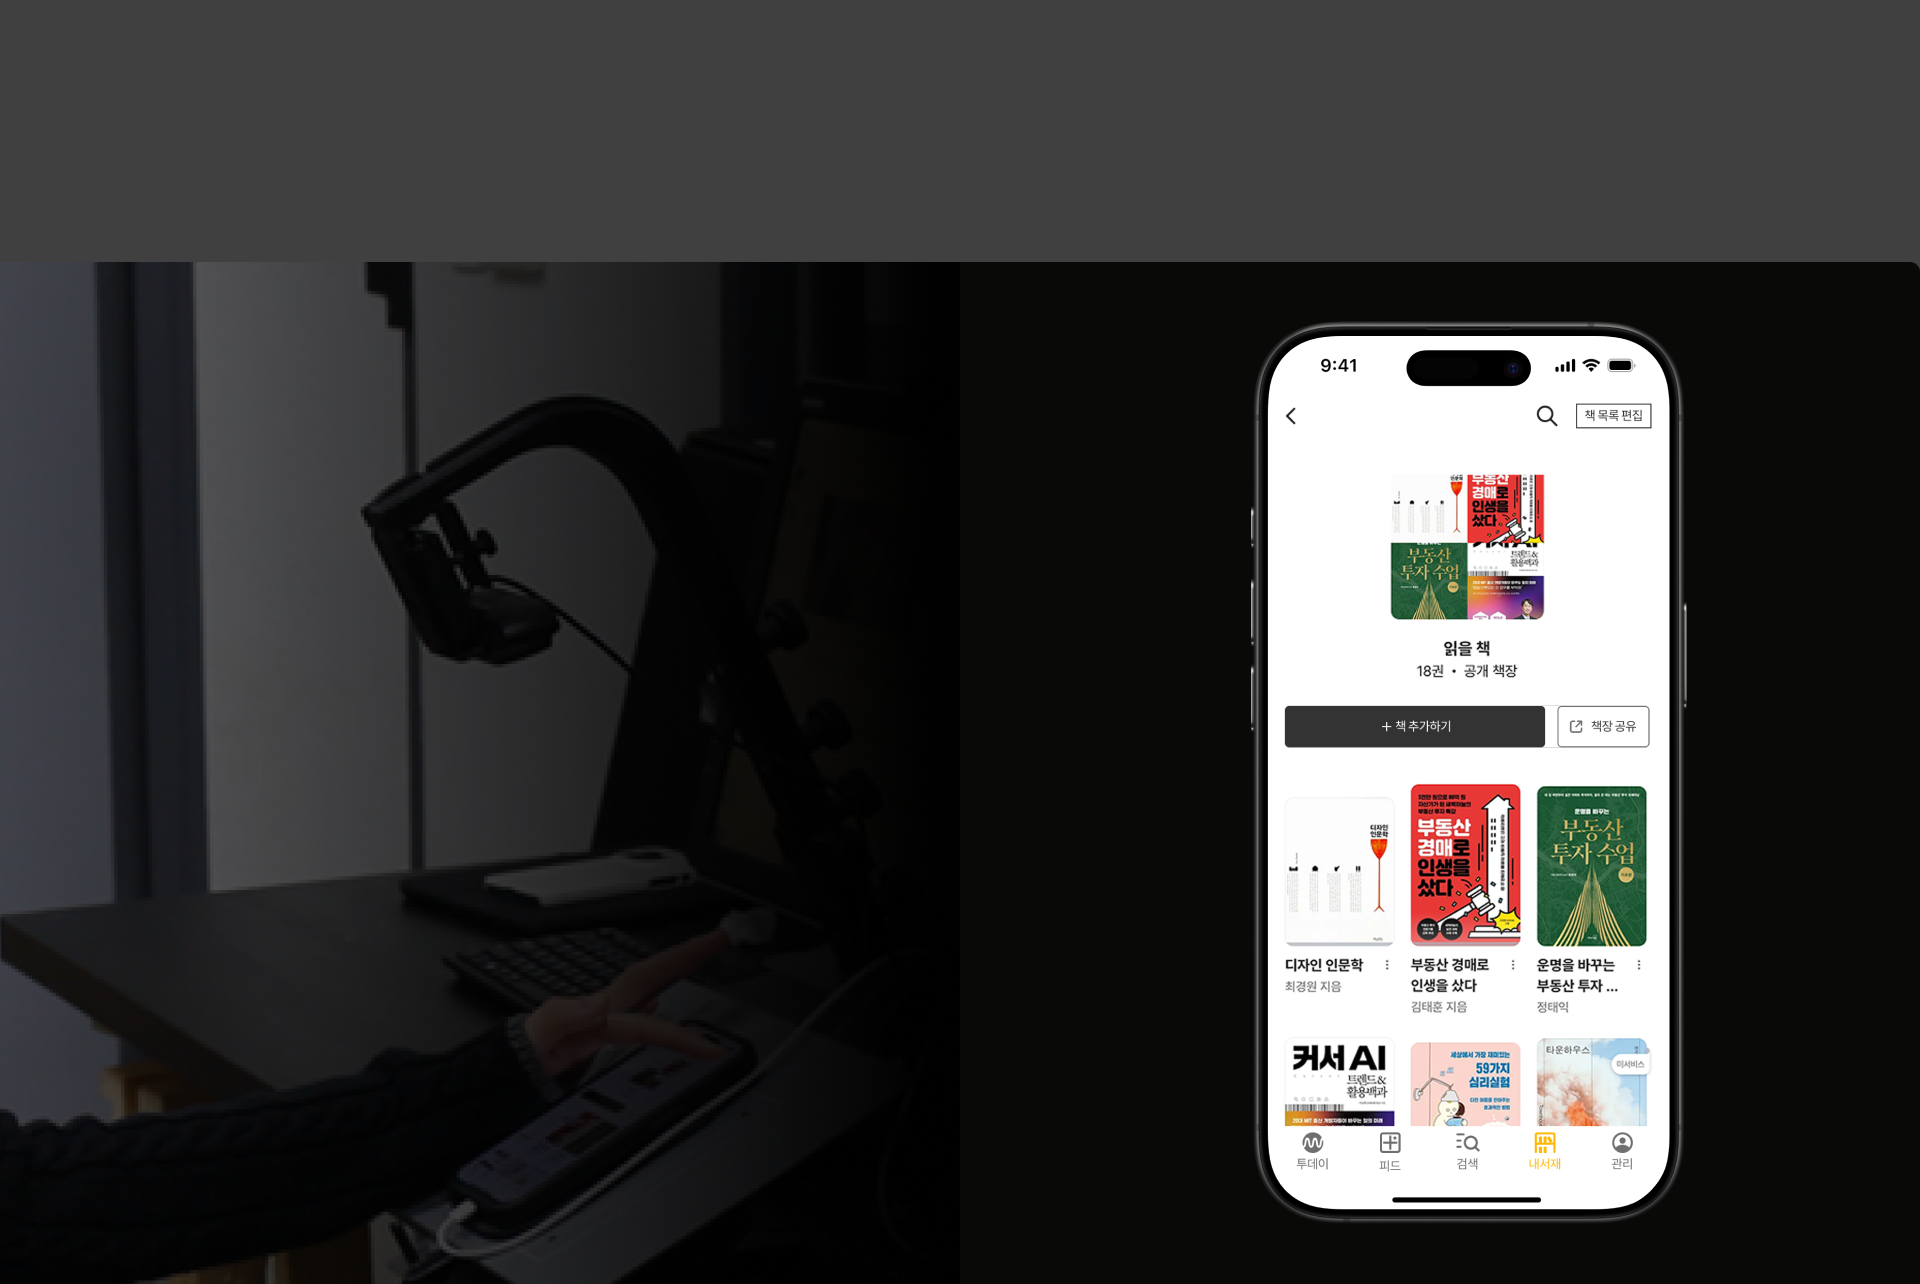 9:41
책 목록 편집
부동산
경매로
인생을
샀다
커서 AI
부동산
투자 수업
트렌드&
활용백과
읽을 책
18권 • 공개 책장
+ 책 추가하기
책장 공유
디자인
인문학
부동산
경매로
인생을
샀다
운명을 바꾸는
부동산
투자 수업
디자인 인문학
최경원 지음
부동산 경매로
인생을 샀다
김태훈 지음
운명을 바꾸는
부동산 투자 ...
정태익
커서 AI
트렌드&
활용백과
세상에서 가장 재미있는
59가지
심리실험
타운하우스
미서비스
투데이
피드
검색
내서재
관리